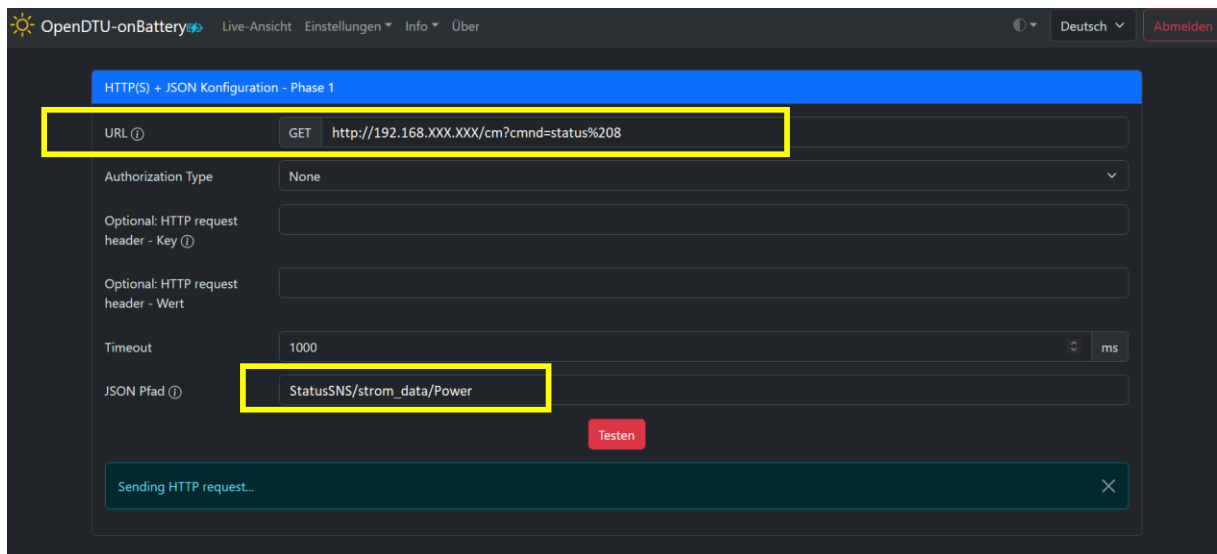 OpenDTU-onBattery Live-Ansicht Einstellungen Info Über Deutsch Abmelden
HTTP(S) + JSON Konfiguration - Phase 1
URL GET http://192.168.XXX.XXX/cm?cmnd=status%208
Authorization Type None
Optional: HTTP request
header - Key
Optional: HTTP request
header - Wert
Timeout 1000 ms
JSON Pfad StatusSNS/strom_data/Power
Testen
Sending HTTP request...